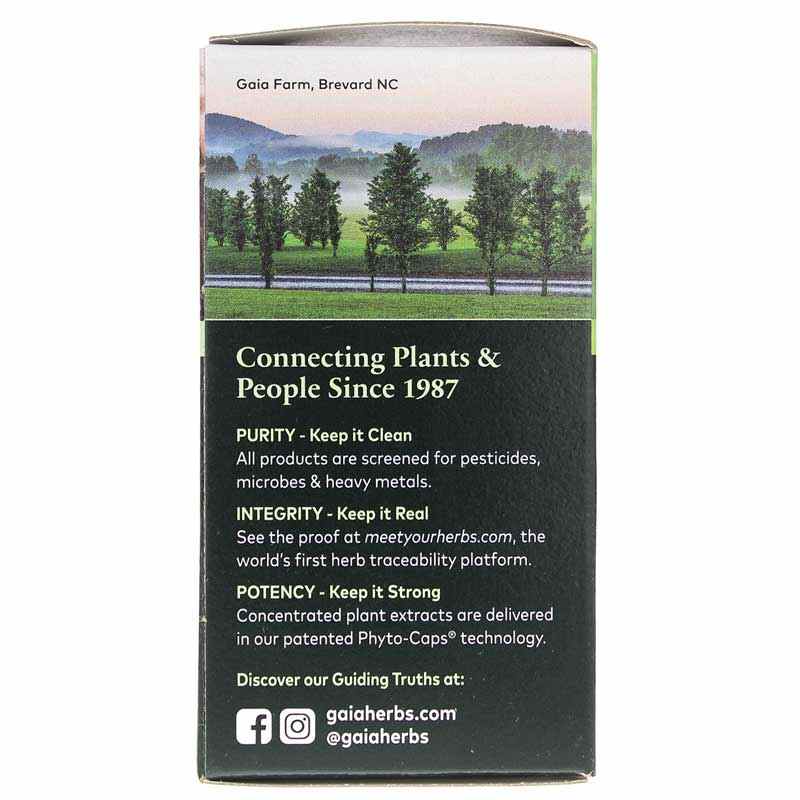 Gaia Farm, Brevard NC
Connecting Plants &
People Since 1987
PURITY - Keep it Clean
All products are screened for pesticides,
microbes & heavy metals.
INTEGRITY - Keep it Real
See the proof at meetyourherbs.com, the
world's first herb traceability platform.
POTENCY - Keep it Strong
Concentrated plant extracts are delivered
in our patented Phyto-Caps® technology.
Discover our Guiding Truths at:
gaiaherbs.com
@gaiaherbs